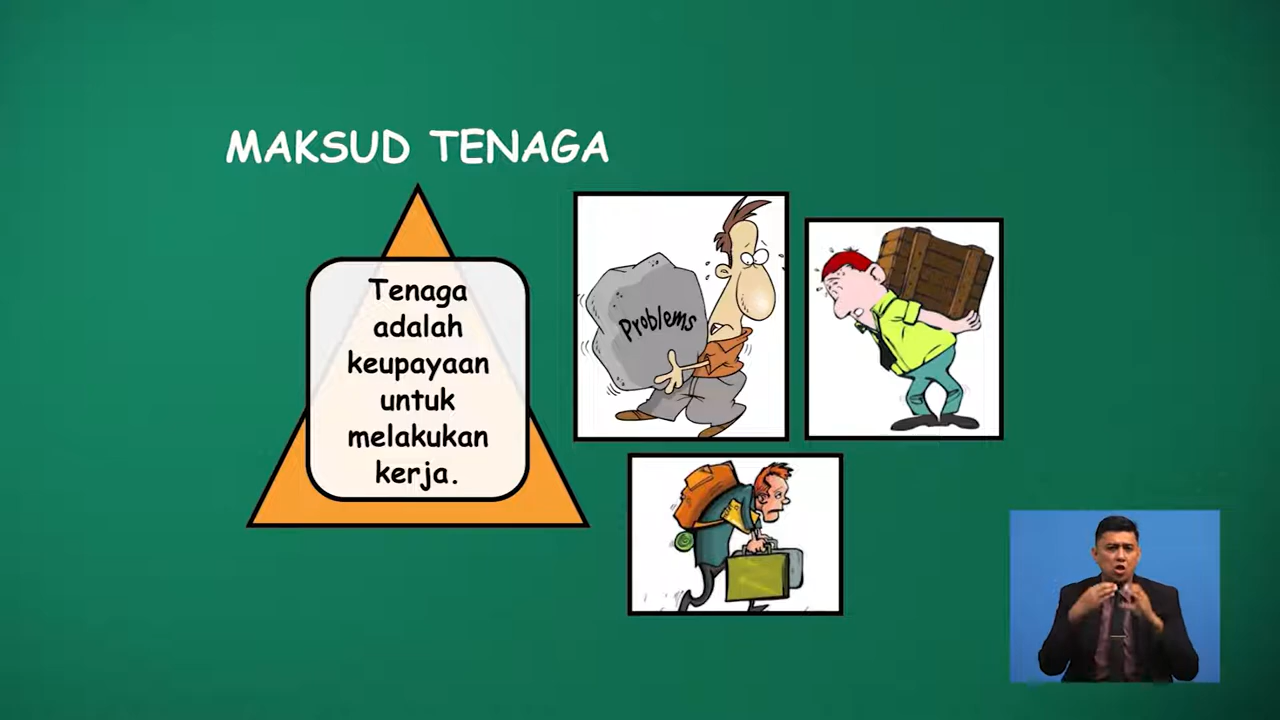 MAKSUD TENAGA
Tenaga
adalah
keupayaan
untuk
melakukan
kerja.
Problems